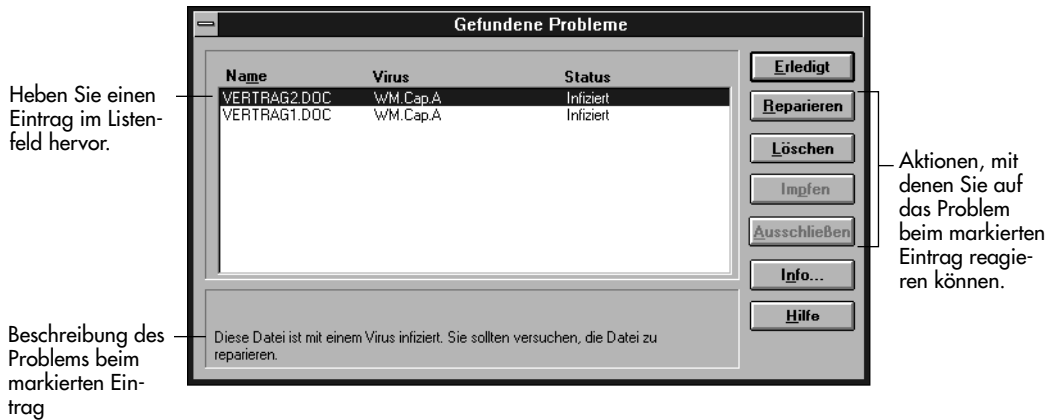 Gefundene Probleme
Name Virus Status
VERTRAG2.DOC WM.Cap.A Infiziert
VERTRAG1.DOC WM.Cap.A Infiziert
Diese Datei ist mit einem Virus infiziert. Sie sollten versuchen, die Datei zu
reparieren.
Erledigt
Reparieren
Löschen
Impfen
Ausschließen
Info...
Hilfe
Heben Sie einen
Eintrag im Listen-
feld hervor.
Beschreibung des
Problems beim
markierten Ein-
trag
Aktionen, mit
denen Sie auf
das Problem
beim markierten
Eintrag reagie-
ren können.